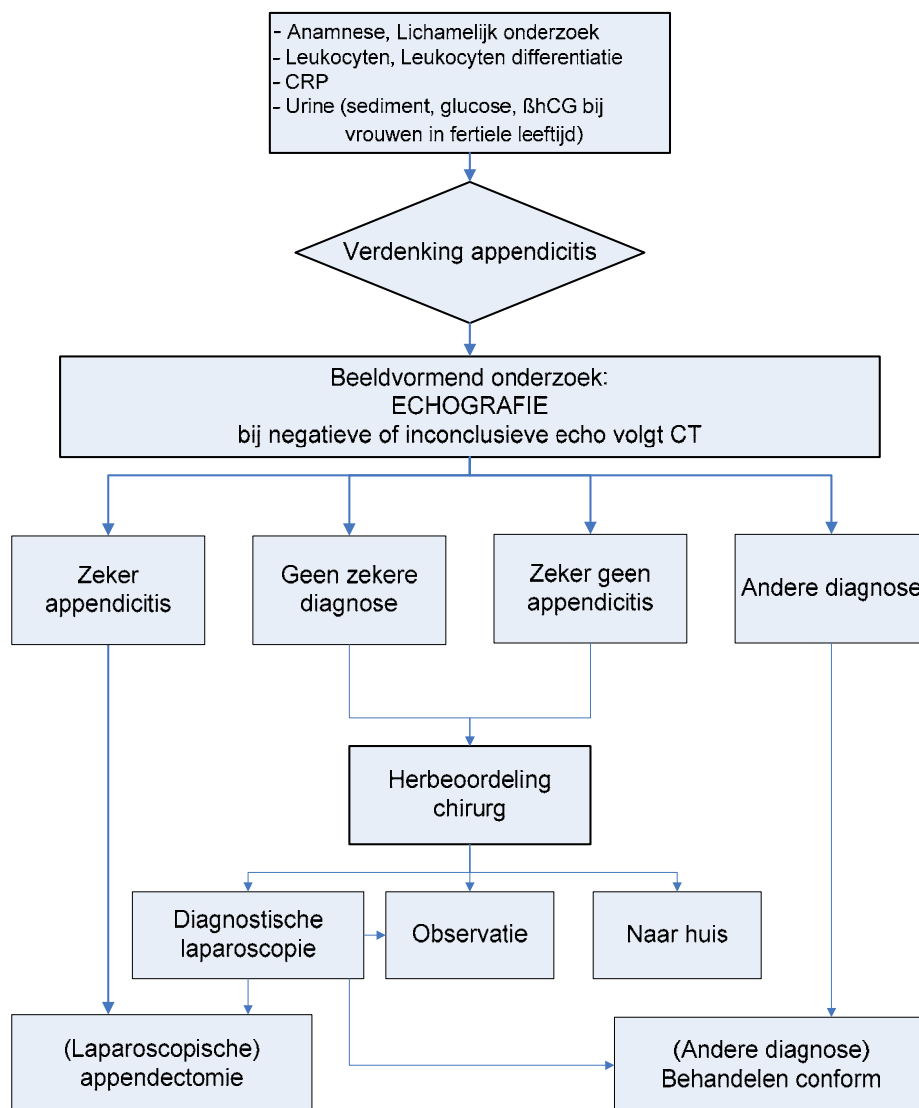 - Anamnese, Lichamelijk onderzoek
- Leukocyten, Leukocyten differentiatie
- CRP
- Urine (sediment, glucose, ßhCG bij
vrouwen in fertiele leeftijd)
Verdenking appendicitis
Beeldvormend onderzoek:
ECHOGRAFIE
bij negatieve of inconclusieve echo volgt CT
Zeker
appendicitis
Geen zekere
diagnose
Zeker geen
appendicitis
Andere diagnose
Herbeoordeling
chirurg
Diagnostische
laparoscopie
Observatie
Naar huis
(Laparoscopische)
appendectomie
(Andere diagnose)
Behandelen conform